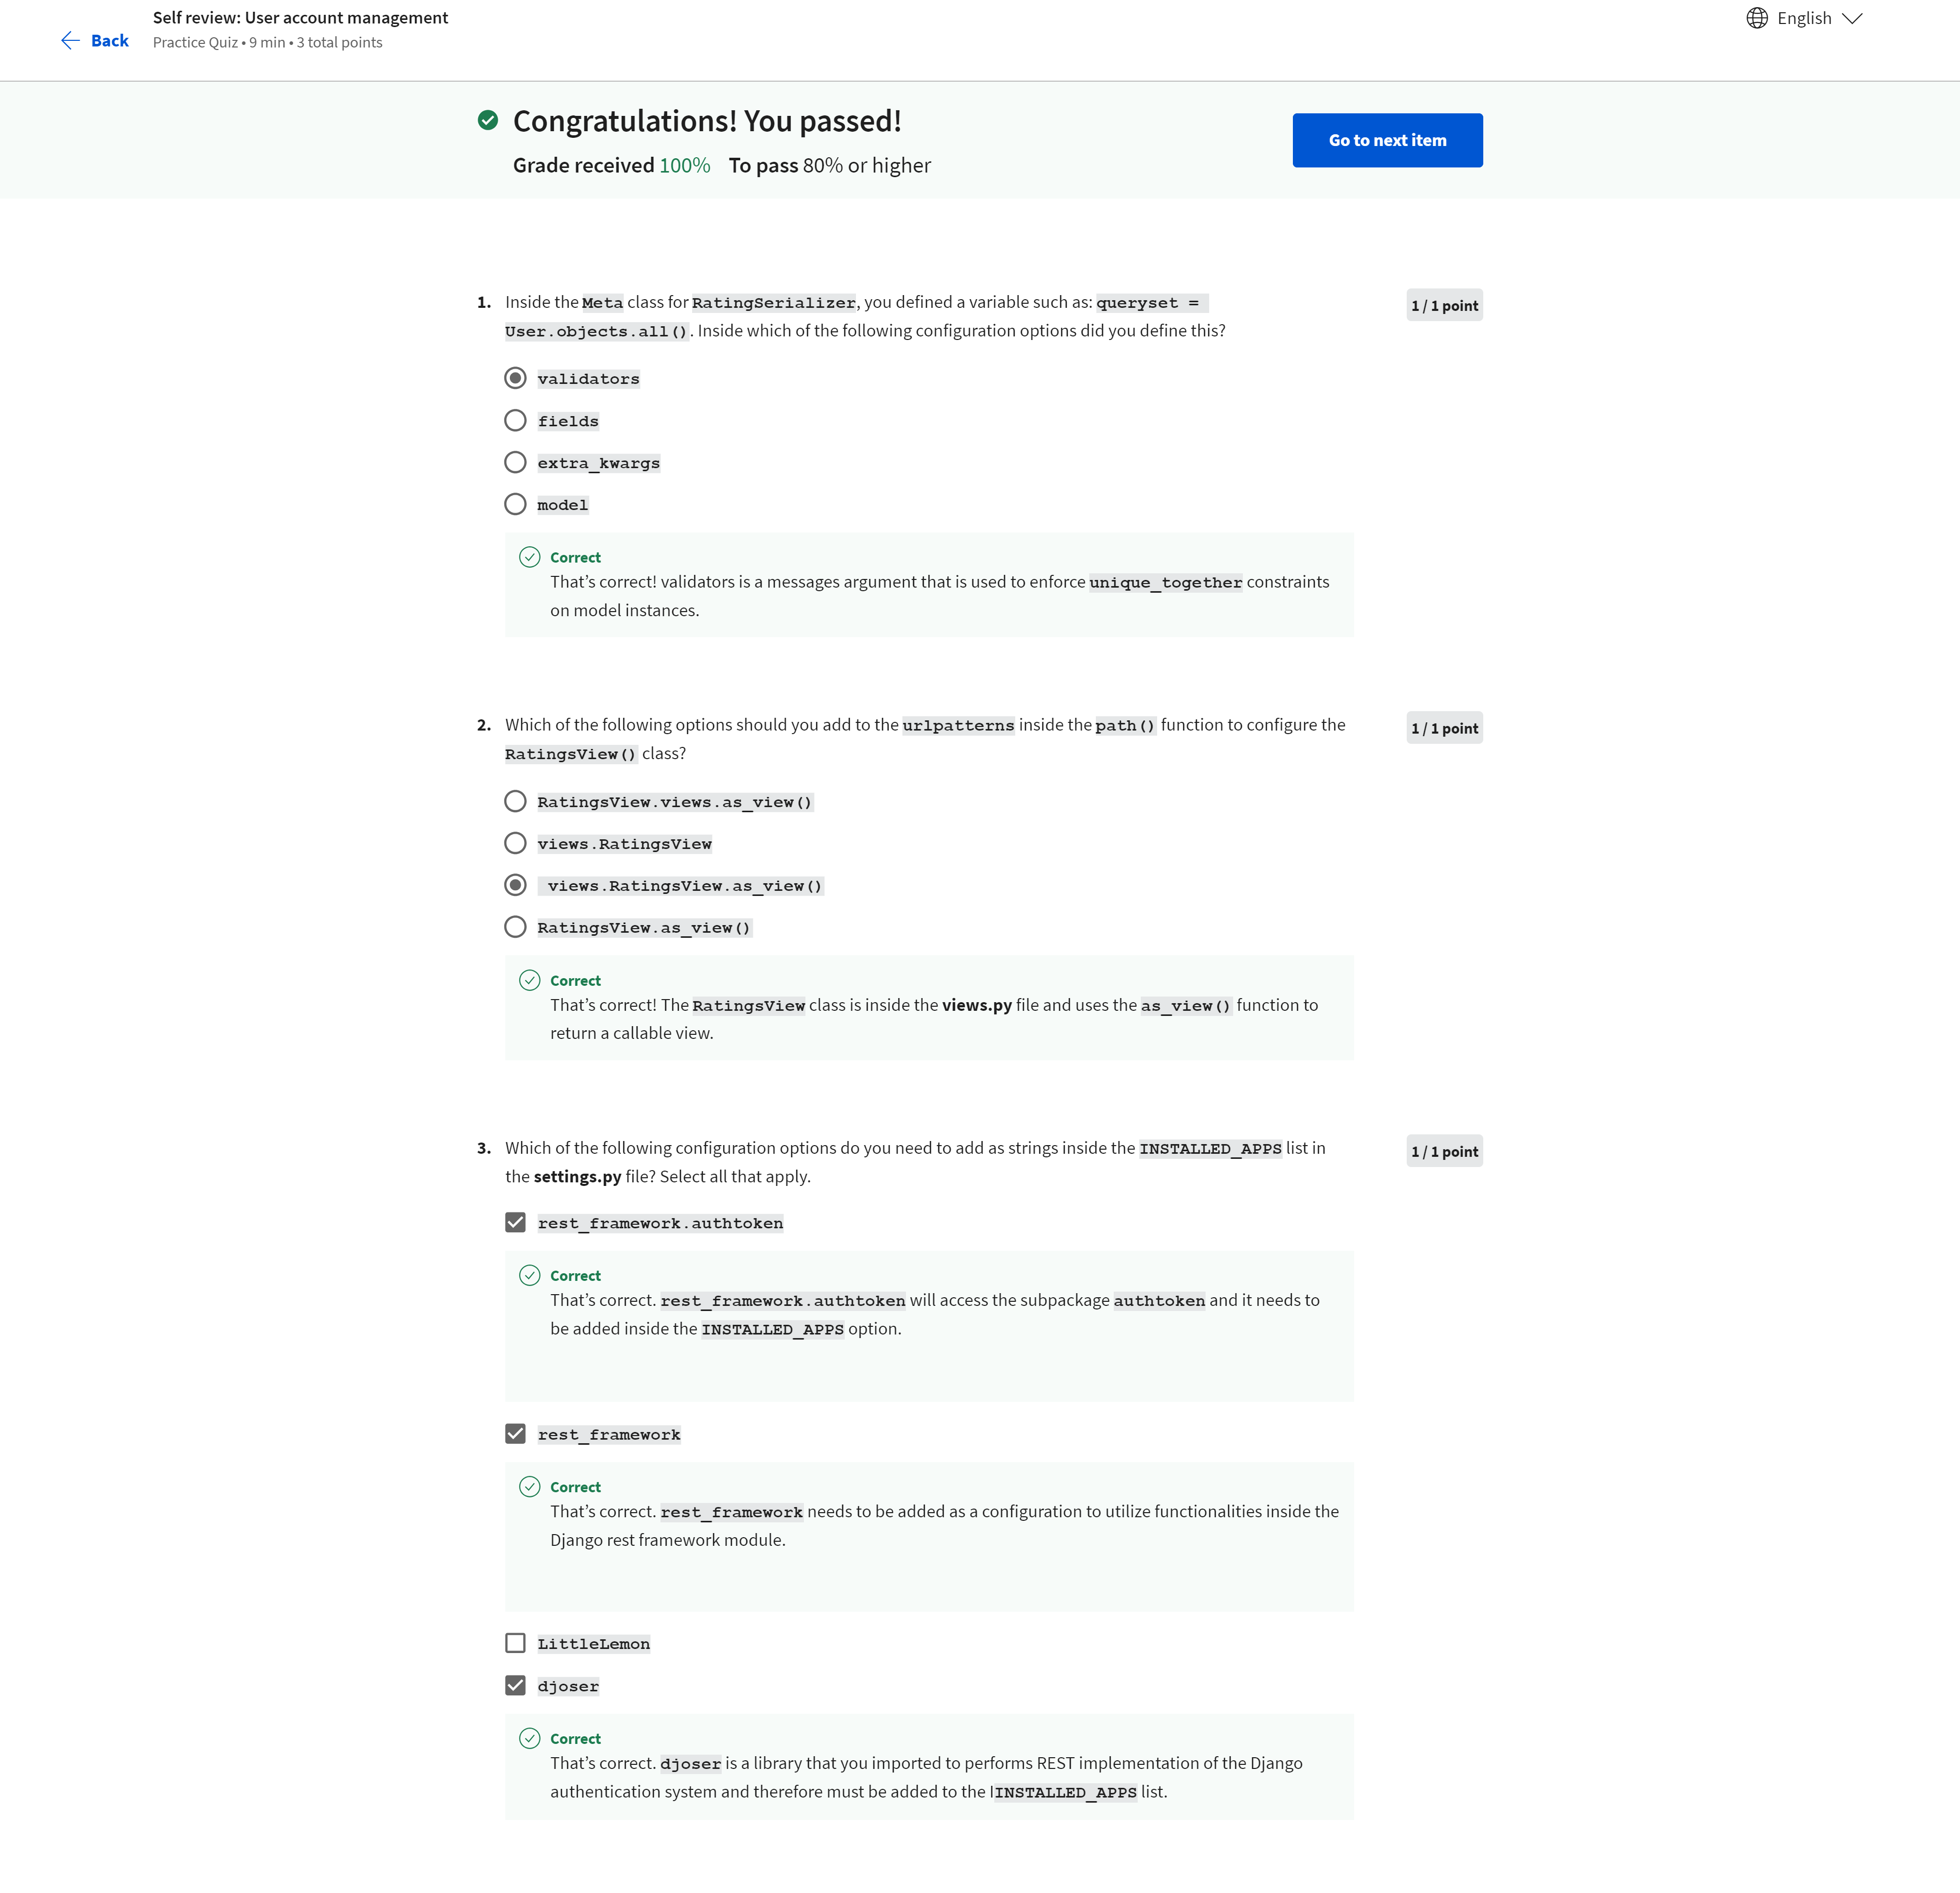 Self review: User account management
Back
Practice Quiz • 9 min • 3 total points
English
Congratulations! You passed!
Grade received 100% To pass 80% or higher
Go to next item
1. Inside the Meta class for RatingSerializer, you defined a variable such as: queryset =
User.objects.all(). Inside which of the following configuration options did you define this?
1 / 1 point
validators
fields
extra_kwargs
model
Correct
That’s correct! validators is a messages argument that is used to enforce unique_together constraints
on model instances.
2. Which of the following options should you add to the urlpatterns inside the path() function to configure the
RatingsView() class?
1 / 1 point
RatingsView.views.as_view()
views.RatingsView
views.RatingsView.as_view()
RatingsView.as_view()
Correct
That’s correct! The RatingsView class is inside the views.py file and uses the as_view() function to
return a callable view.
3. Which of the following configuration options do you need to add as strings inside the INSTALLED_APPS list in
the settings.py file? Select all that apply.
1 / 1 point
rest_framework.authtoken
Correct
That’s correct. rest_framework.authtoken will access the subpackage authtoken and it needs to
be added inside the INSTALLED_APPS option.
rest_framework
Correct
That’s correct. rest_framework needs to be added as a configuration to utilize functionalities inside the
Django rest framework module.
LittleLemon
djoser
Correct
That’s correct. djoser is a library that you imported to performs REST implementation of the Django
authentication system and therefore must be added to the IINSTALLED_APPS list.